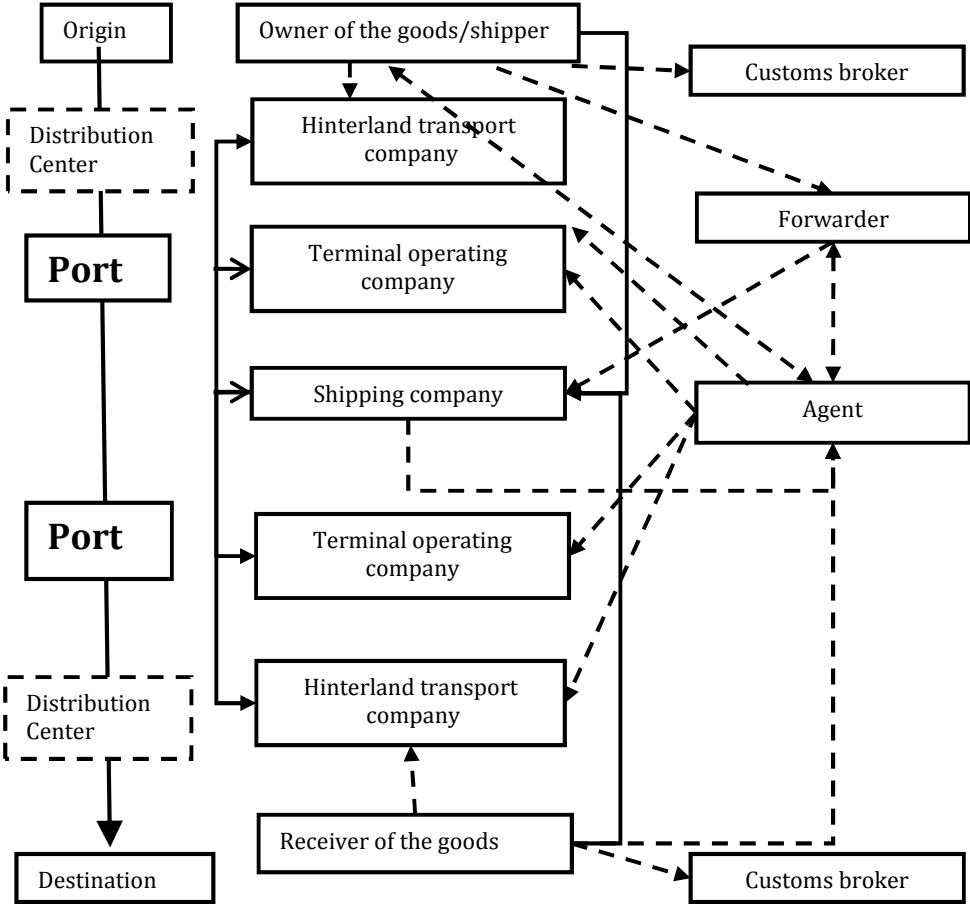 Origin
Owner of the goods/shipper
Customs broker
Distribution
Center
Hinterland transport
company
Forwarder
Port
Terminal operating
company
Shipping company
Agent
Port
Terminal operating
company
Distribution
Center
Hinterland transport
company
Receiver of the goods
Destination
Customs broker